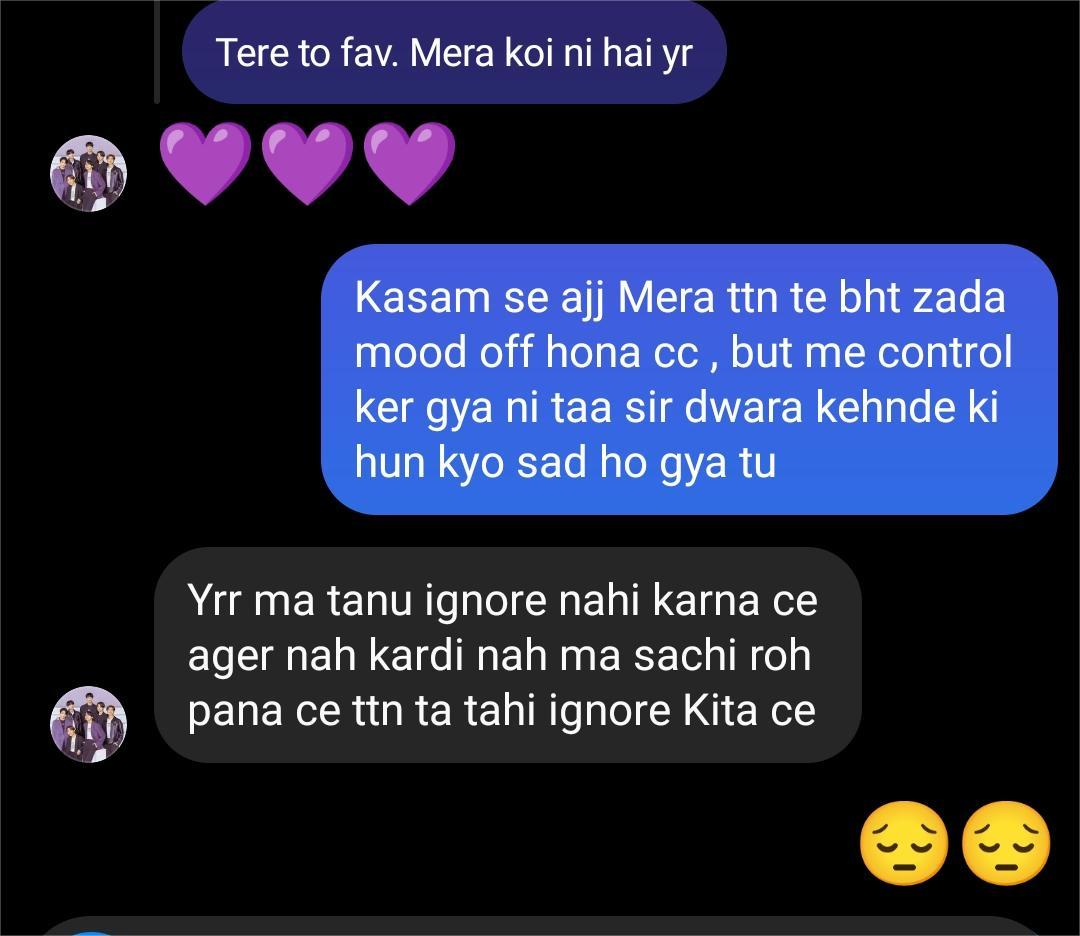 Tere to fav. Mera koi ni hai yr
💜💜💜
Kasam se ajj Mera ttn te bht zada
mood off hona cc , but me control
ker gya ni taa sir dwara kehnde ki
hun kyo sad ho gya tu
Yrr ma tanu ignore nahi karna ce
ager nah kardi nah ma sachi roh
pana ce ttn ta tahi ignore Kita ce
😔😔